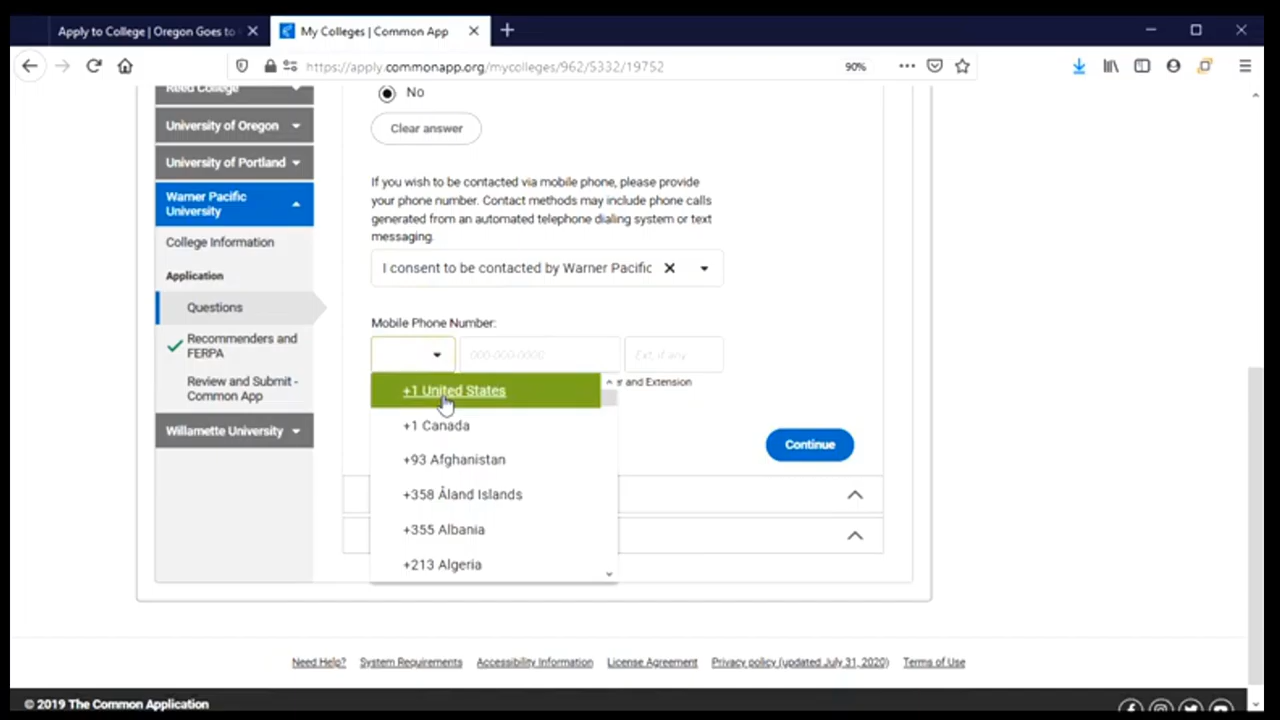 Apply to College | Oregon Goes to
My Colleges | Common App
https://apply.commonapp.org/mycolleges/962/5332/19752
90%
Reed College
University of Oregon
University of Portland
Warner Pacific
University
College Information
Application
Questions
Recommenders and
FERPA
Review and Submit -
Common App
Willamette University
No
Clear answer
If you wish to be contacted via mobile phone, please provide
your phone number. Contact methods may include phone calls
generated from an automated telephone dialing system or text
messaging.
I consent to be contacted by Warner Pacific
Mobile Phone Number:
000-000-0000
Ext, if any
r and Extension
+1 United States
+1 Canada
+93 Afghanistan
+358 Åland Islands
+355 Albania
+213 Algeria
Continue
Need Help? System Requirements Accessibility Information License Agreement Privacy policy (updated July 31, 2020) Terms of Use
© 2019 The Common Application